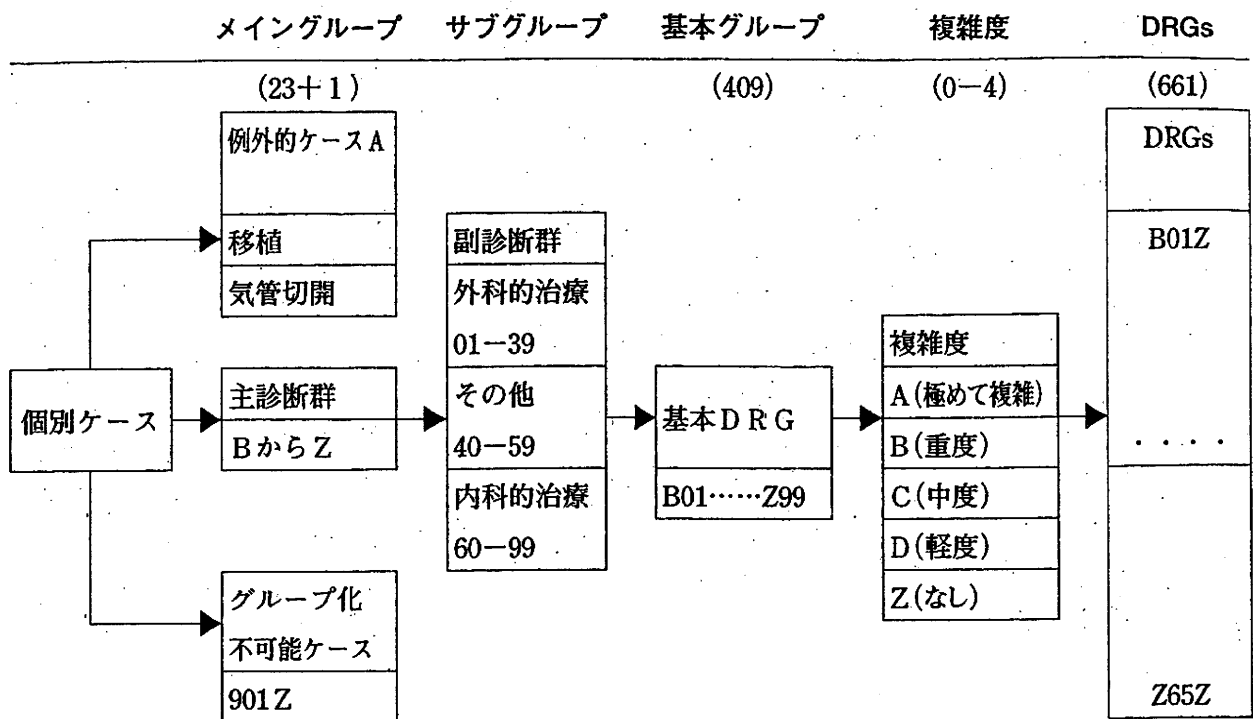 メイングループ サブグループ 基本グループ 複雑度 DRGs
(23+1) (409) (0-4) (661)
例外的ケースA
移植
気管切開
個別ケース
主診断群
BからZ
グループ化
不可能ケース
901Z
副診断群
外科的治療
01-39
その他
40-59
内科的治療
60-99
基本DRG
B01……Z99
複雑度
A(極めて複雑)
B(重度)
C(中度)
D(軽度)
Z(なし)
DRGs
B01Z
‥‥
Z65Z